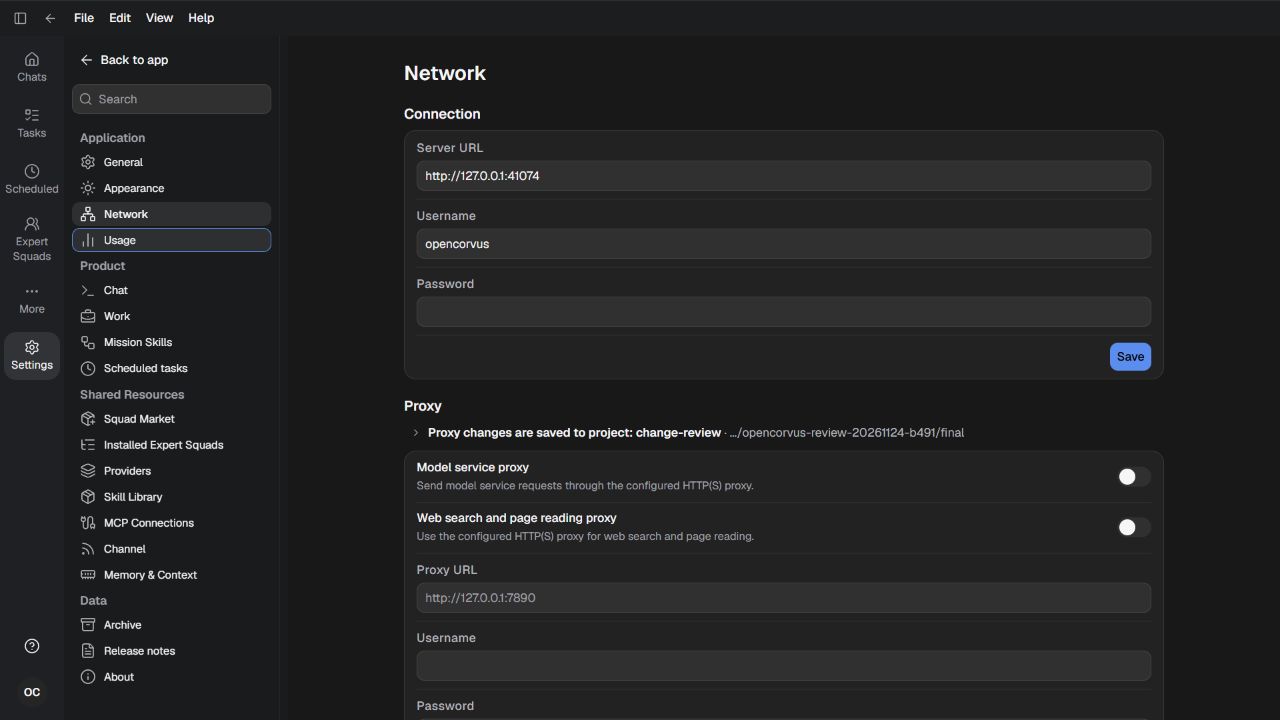 File Edit View Help
Chats
Tasks
Scheduled
Expert
Squads
More
Settings
OC
Back to app
Search
Application
General
Appearance
Network
Usage
Product
Chat
Work
Mission Skills
Scheduled tasks
Shared Resources
Squad Market
Installed Expert Squads
Providers
Skill Library
MCP Connections
Channel
Memory & Context
Data
Archive
Release notes
About
Network
Connection
Server URL
http://127.0.0.1:41074
Username
opencorvus
Password
Save
Proxy
Proxy changes are saved to project: change-review · .../opencorvus-review-20261124-b491/final
Model service proxy
Send model service requests through the configured HTTP(S) proxy.
Web search and page reading proxy
Use the configured HTTP(S) proxy for web search and page reading.
Proxy URL
http://127.0.0.1:7890
Username
Password